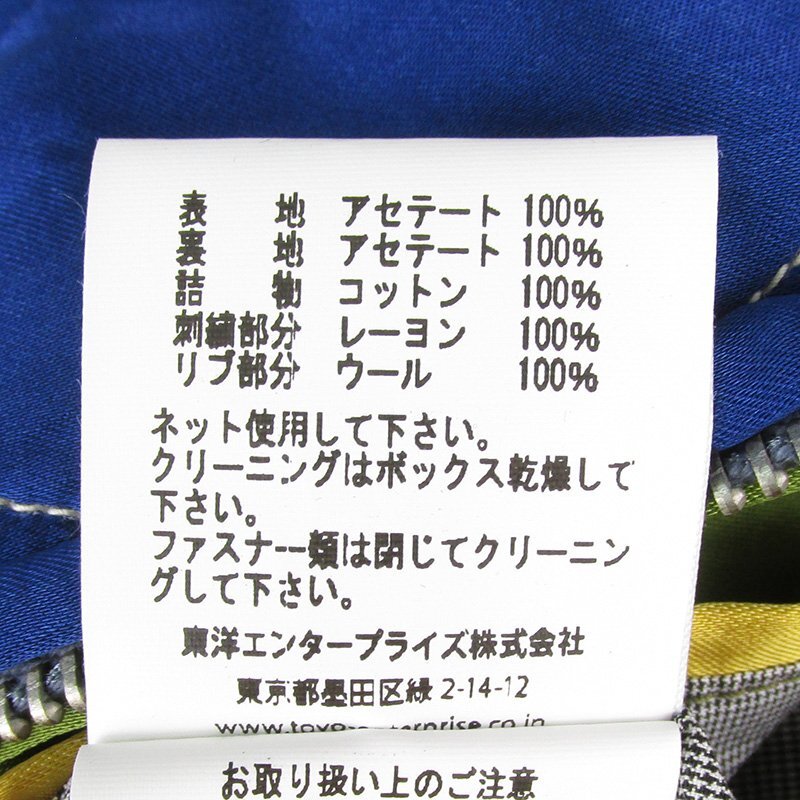 表 地 アセテート 100%
裏 地 アセテート 100%
詰 物 コットン 100%
刺繍部分 レーヨン 100%
リブ部分 ウール 100%
ネット使用して下さい。
クリーニングはボックス乾燥して
下さい。
ファスナー類は閉じてクリーニン
グして下さい。
東洋エンタープライズ株式会社
東京都墨田区緑 2-14-12
www.toyo-enterprise.co.jp
お取り扱い上のご注意